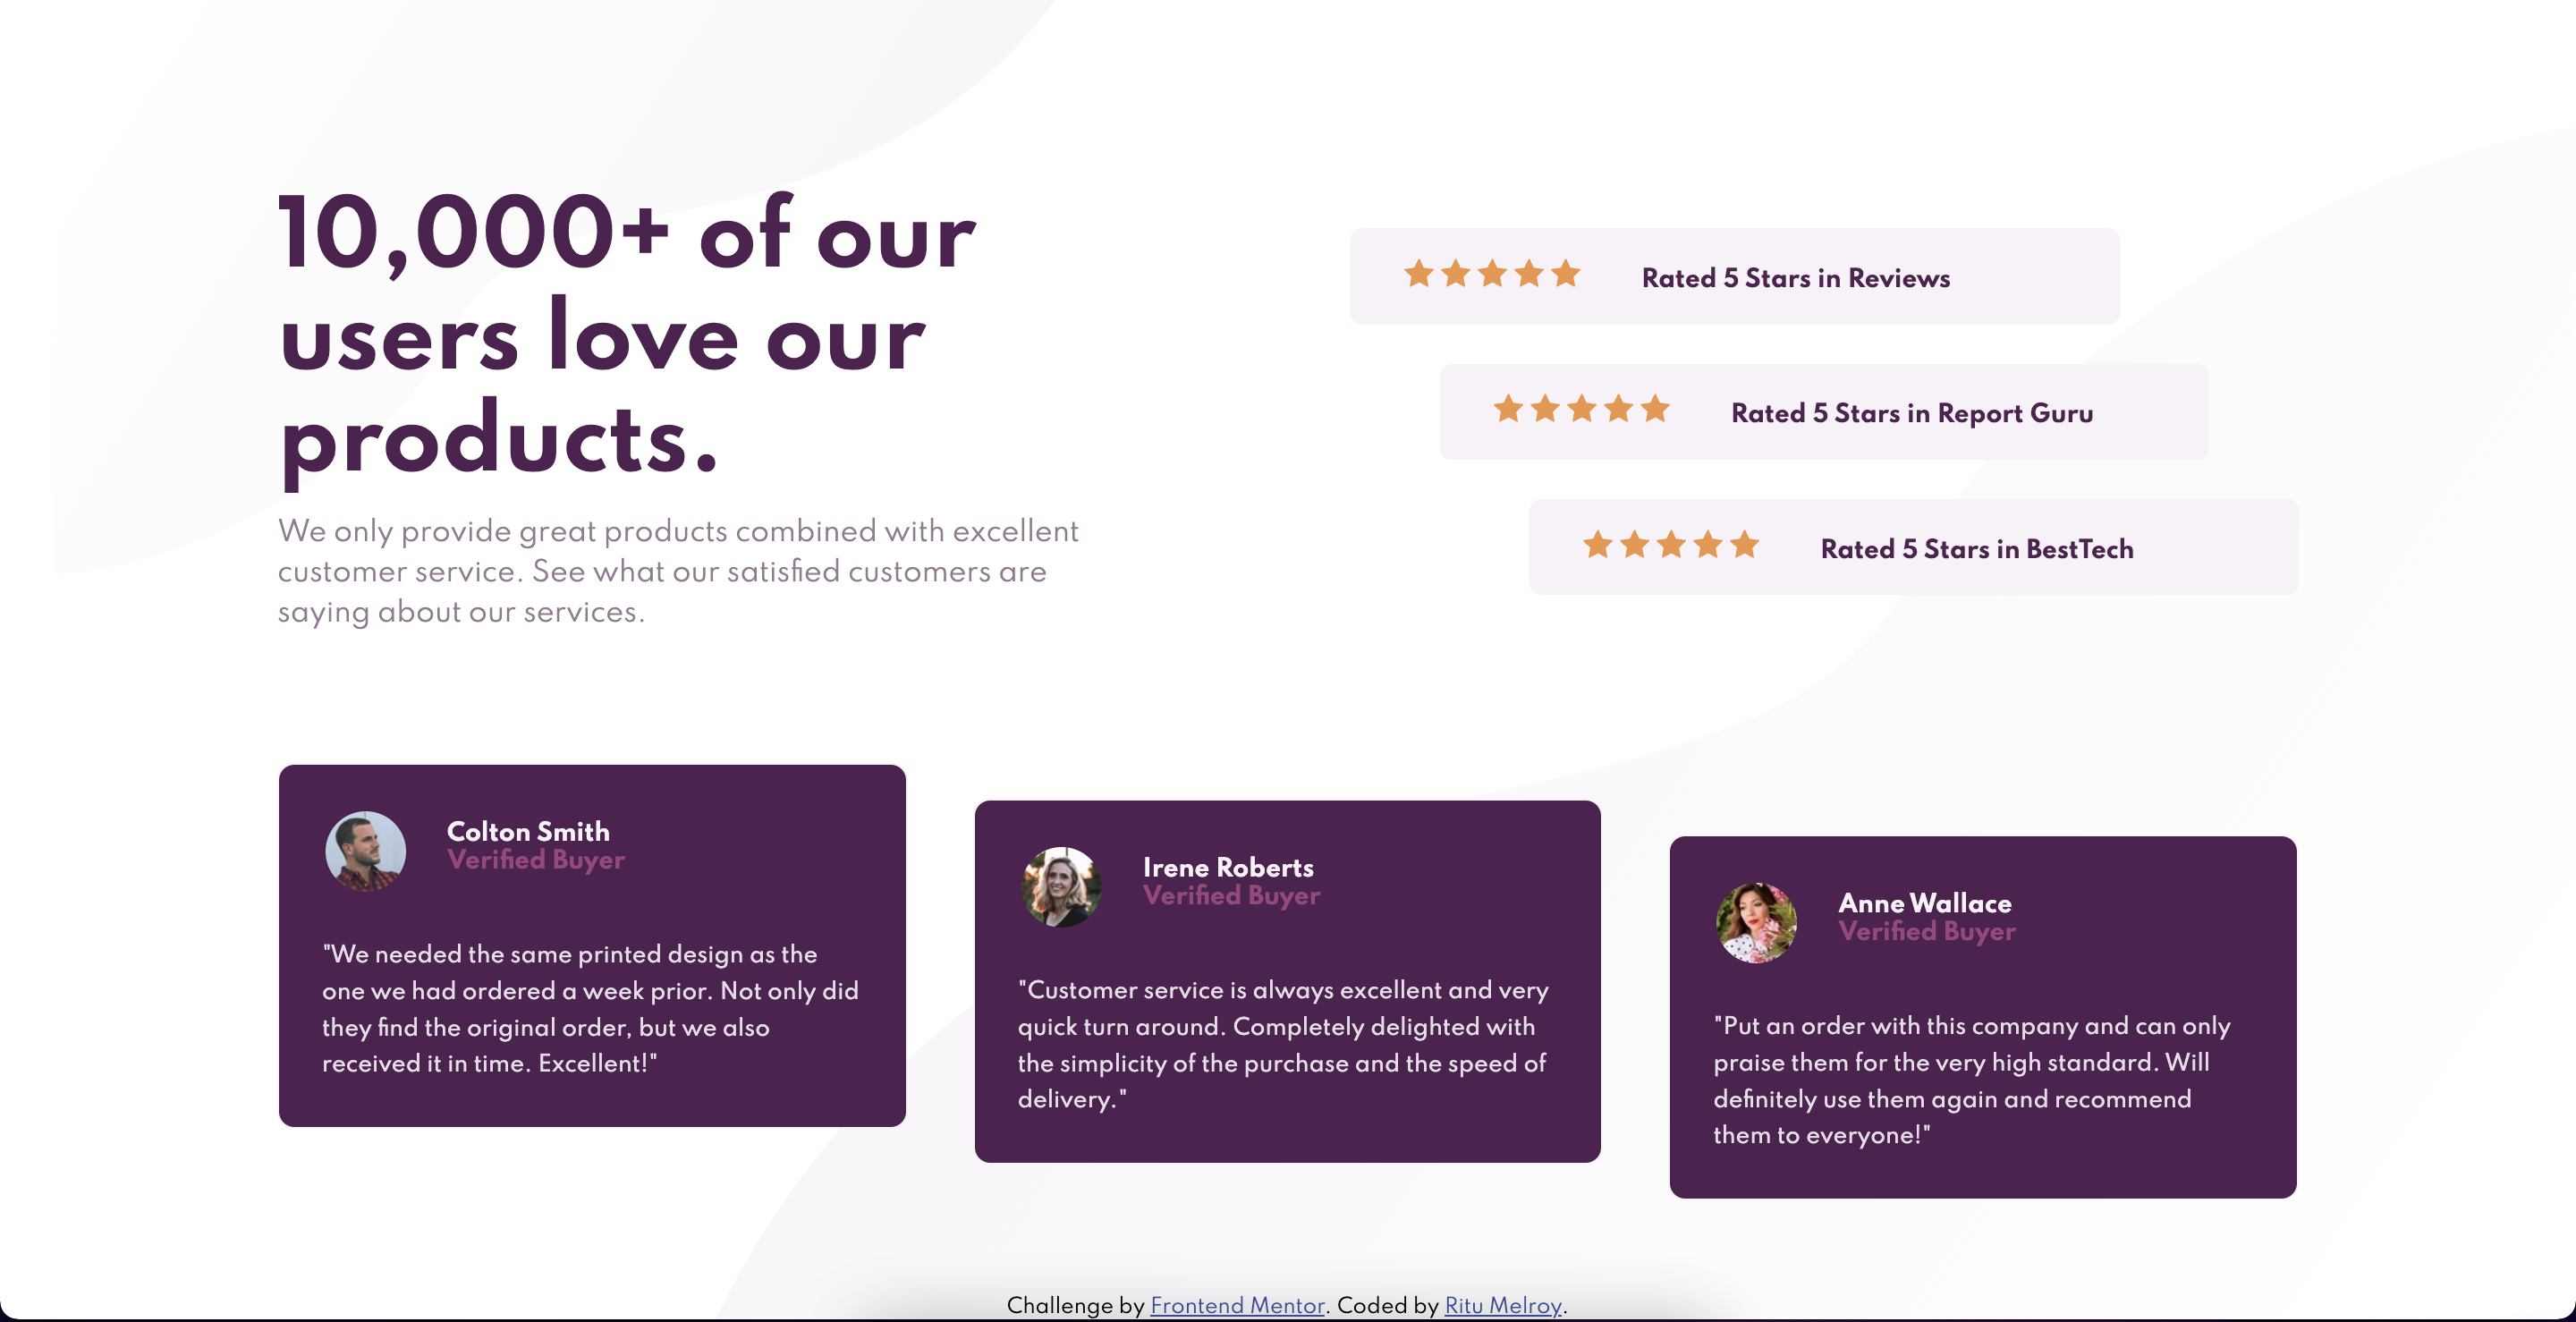 10,000+ of our
users love our
products.
We only provide great products combined with excellent
customer service. See what our satisfied customers are
saying about our services.
Rated 5 Stars in Reviews
Rated 5 Stars in Report Guru
Rated 5 Stars in BestTech
Colton Smith
Verified Buyer
"We needed the same printed design as the
one we had ordered a week prior. Not only did
they find the original order, but we also
received it in time. Excellent!"
Irene Roberts
Verified Buyer
"Customer service is always excellent and very
quick turn around. Completely delighted with
the simplicity of the purchase and the speed of
delivery."
Anne Wallace
Verified Buyer
"Put an order with this company and can only
praise them for the very high standard. Will
definitely use them again and recommend
them to everyone!"
Challenge by Frontend Mentor. Coded by Ritu Melroy.